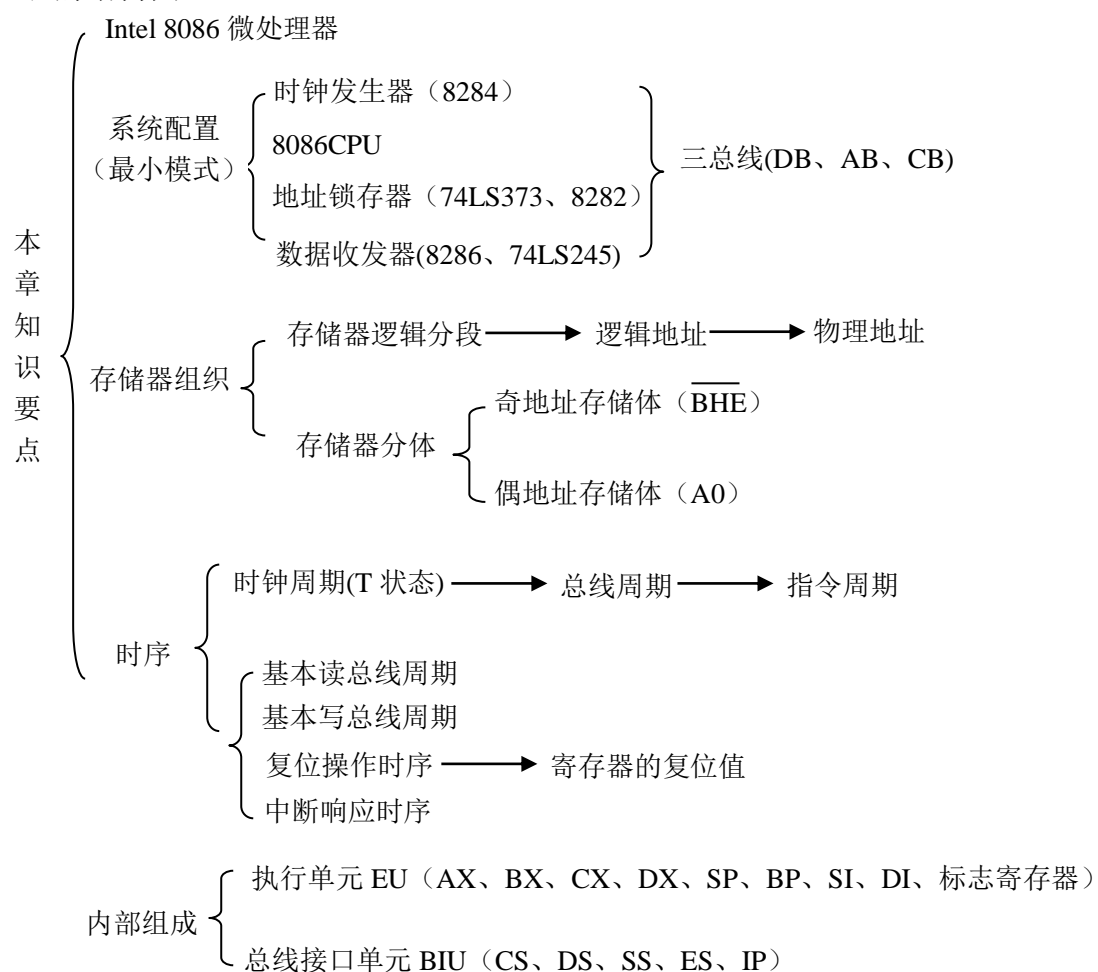 Intel 8086 微处理器
时钟发生器（8284）
系统配置
（最小模式）
8086CPU
三总线(DB、AB、CB)
地址锁存器（74LS373、8282）
数据收发器(8286、74LS245)
本章知识要点
存储器组织
存储器逻辑分段
逻辑地址
物理地址
存储器分体
奇地址存储体（B̅H̅E̅）
偶地址存储体（A0）
时序
时钟周期(T 状态)
总线周期
指令周期
基本读总线周期
基本写总线周期
复位操作时序
寄存器的复位值
中断响应时序
内部组成
执行单元 EU（AX、BX、CX、DX、SP、BP、SI、DI、标志寄存器）
总线接口单元 BIU（CS、DS、SS、ES、IP）